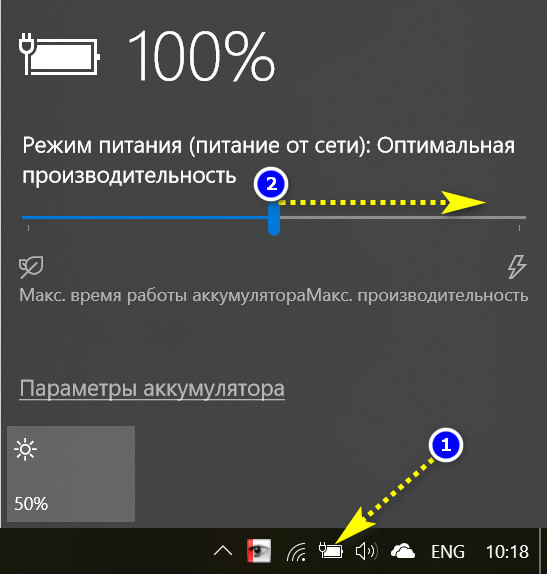 100%
Режим питания (питание от сети): Оптимальная
производительность
2
Макс. время работы аккумулятораМакс. производительность
Параметры аккумулятора
1
50%
ENG 10:18